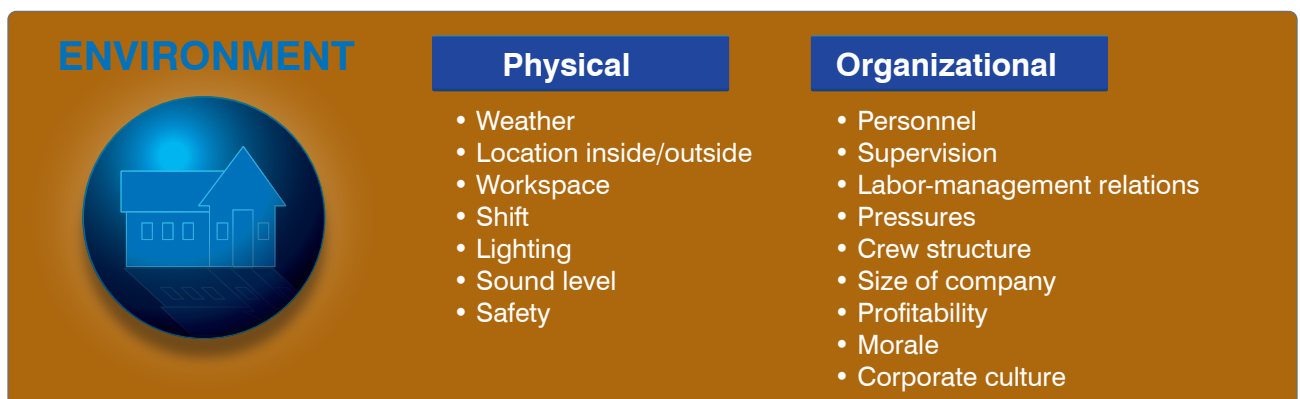 ENVIRONMENT
Physical
• Weather
• Location inside/outside
• Workspace
• Shift
• Lighting
• Sound level
• Safety
Organizational
• Personnel
• Supervision
• Labor-management relations
• Pressures
• Crew structure
• Size of company
• Profitability
• Morale
• Corporate culture